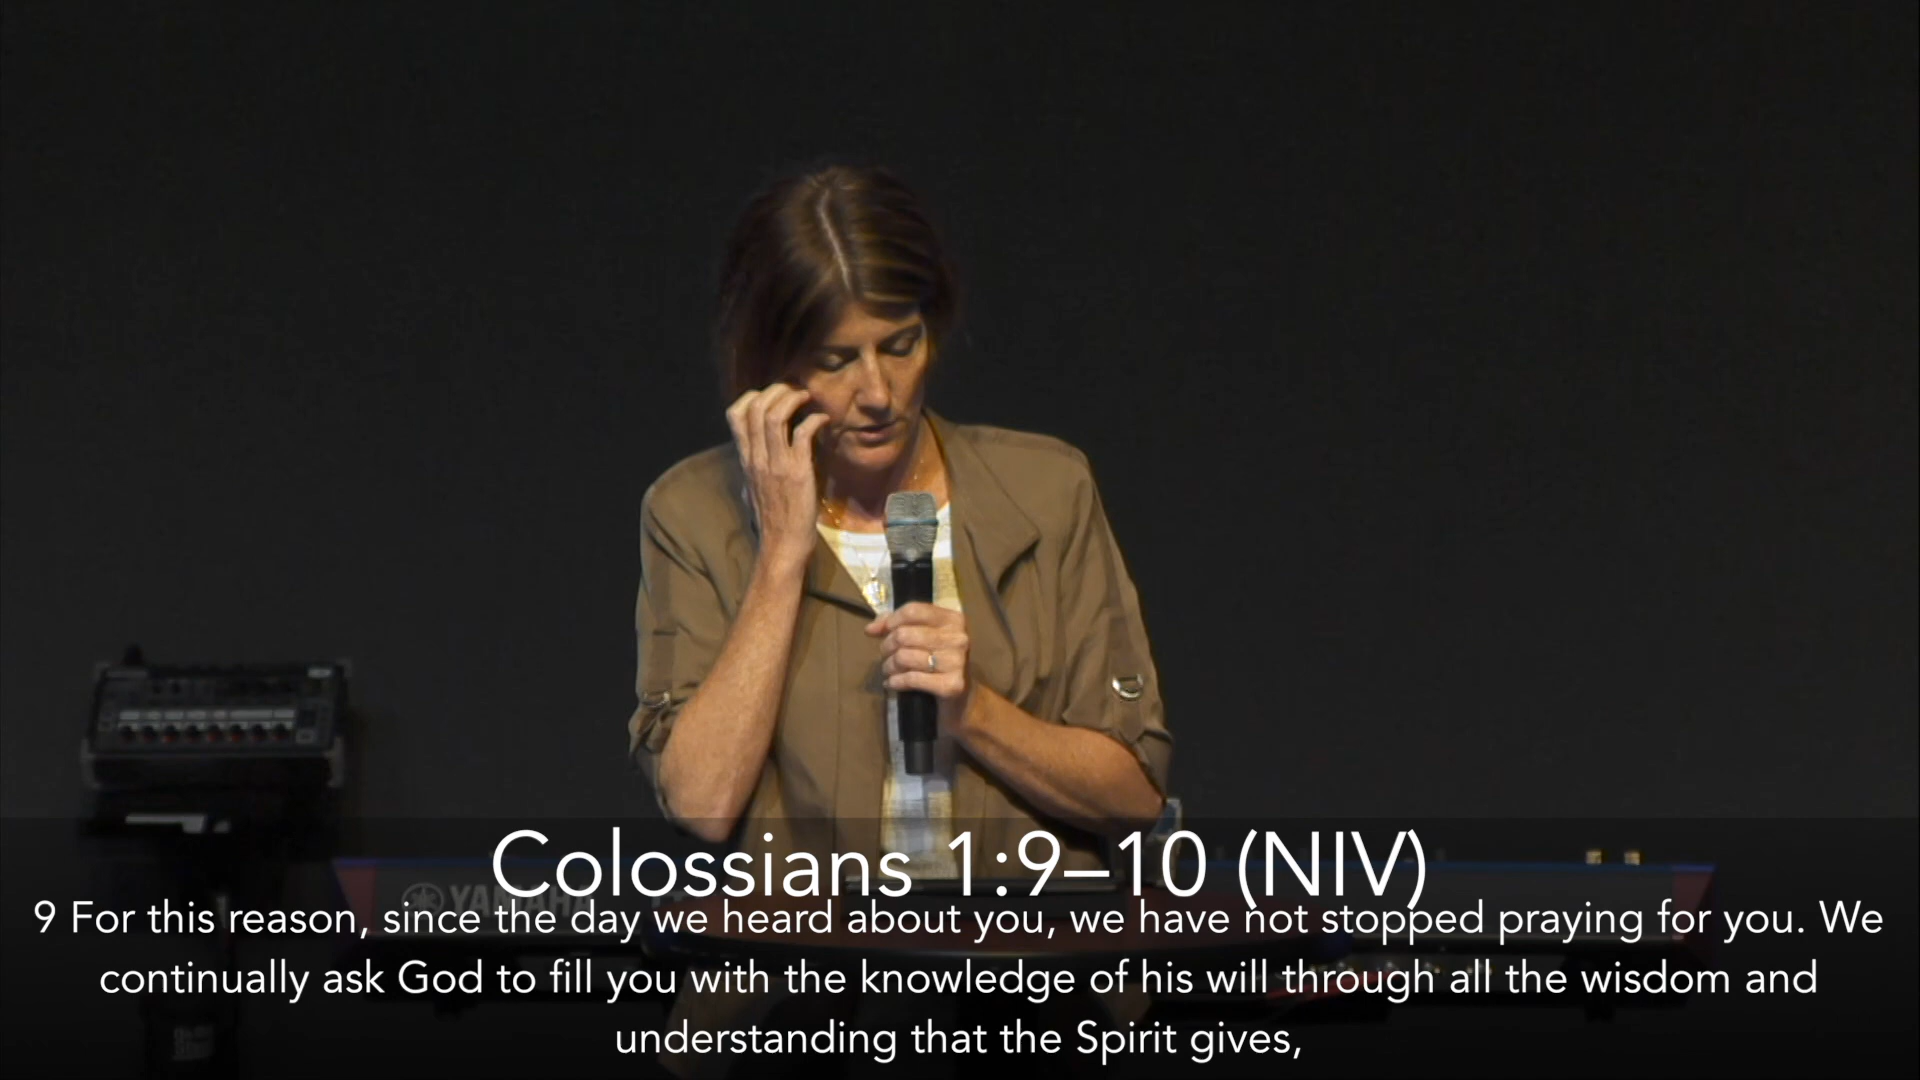 Colossians 1:9–10 (NIV)
YAMAHA
9 For this reason, since the day we heard about you, we have not stopped praying for you. We
continually ask God to fill you with the knowledge of his will through all the wisdom and
understanding that the Spirit gives,